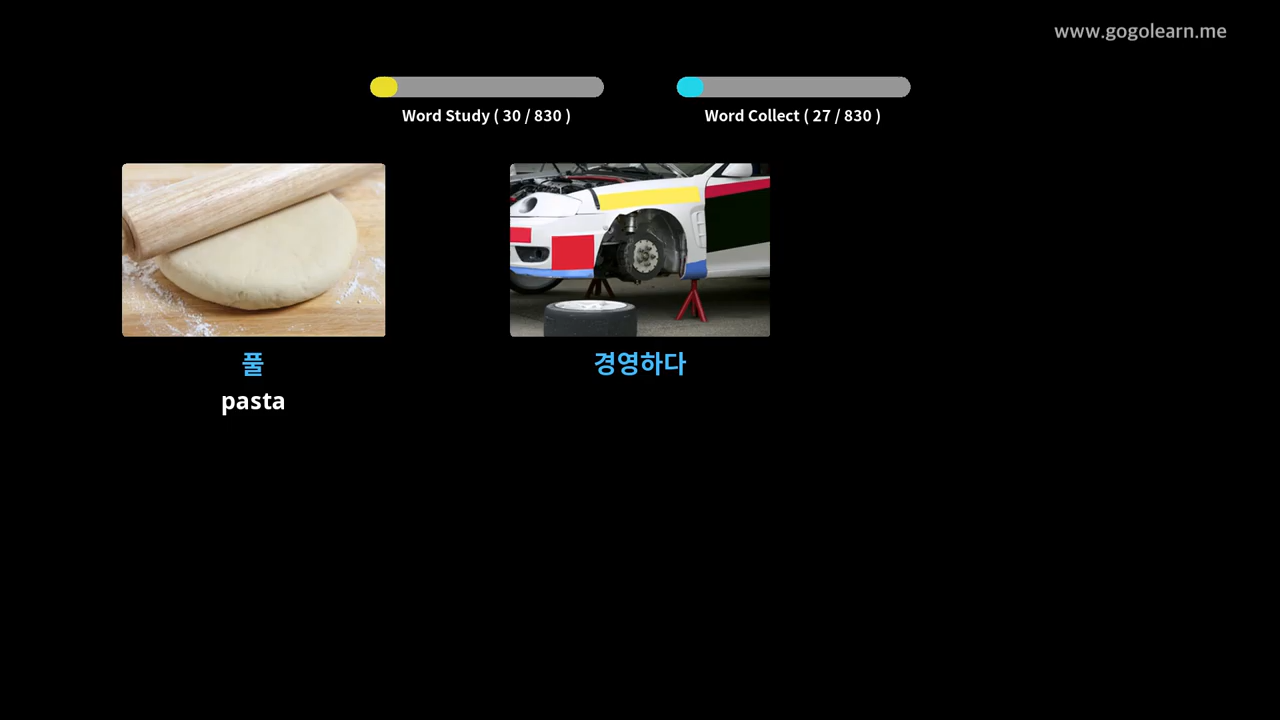 www.gogolearn.me
Word Study ( 30 / 830 )
Word Collect ( 27 / 830 )
풀
pasta
경영하다